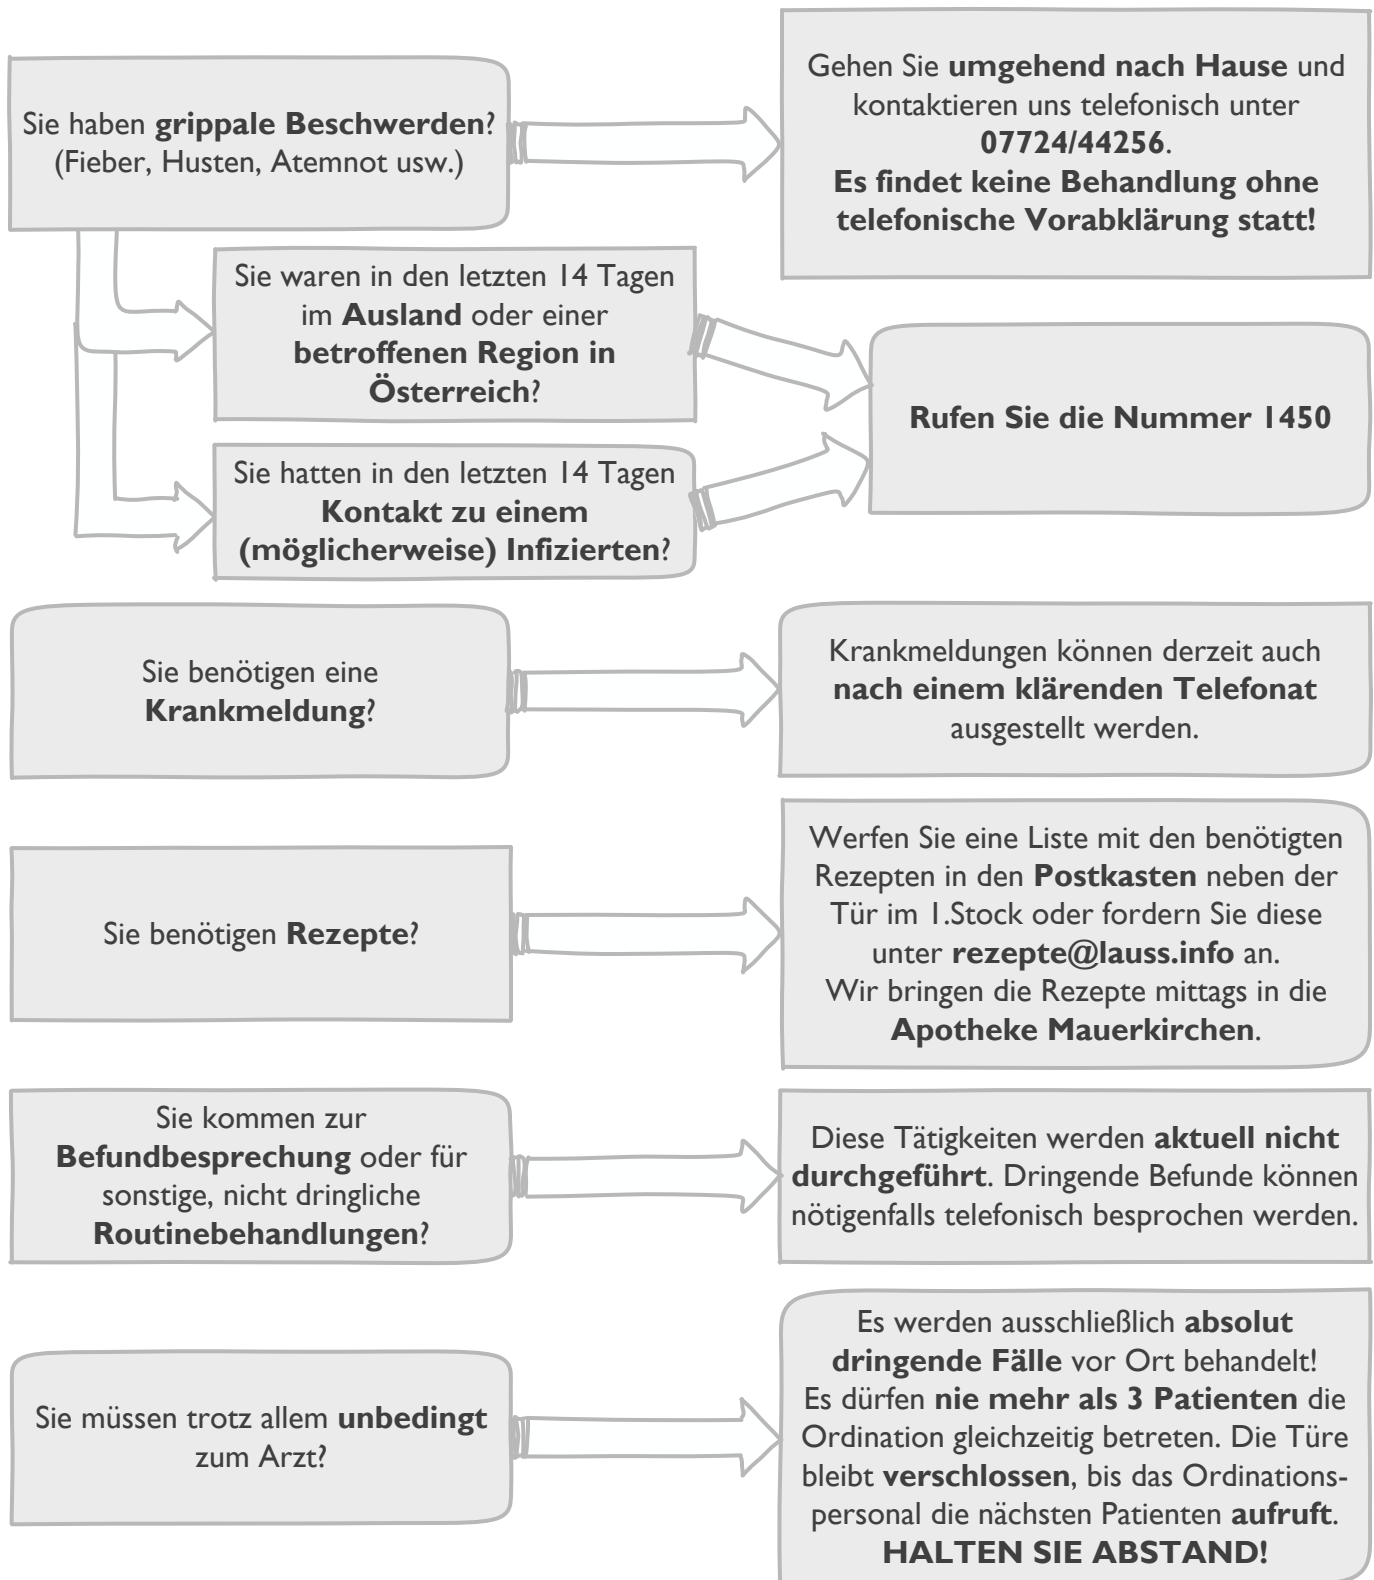 Sie haben grippale Beschwerden?
(Fieber, Husten, Atemnot usw.)
Gehen Sie umgehend nach Hause und
kontaktieren uns telefonisch unter
07724/44256.
Es findet keine Behandlung ohne
telefonische Vorabklärung statt!
Sie waren in den letzten 14 Tagen
im Ausland oder einer
betroffenen Region in
Österreich?
Sie hatten in den letzten 14 Tagen
Kontakt zu einem
(möglicherweise) Infizierten?
Rufen Sie die Nummer 1450
Sie benötigen eine
Krankmeldung?
Krankmeldungen können derzeit auch
nach einem klärenden Telefonat
ausgestellt werden.
Sie benötigen Rezepte?
Werfen Sie eine Liste mit den benötigten
Rezepten in den Postkasten neben der
Tür im 1.Stock oder fordern Sie diese
unter rezepte@lauss.info an.
Wir bringen die Rezepte mittags in die
Apotheke Mauerkirchen.
Sie kommen zur
Befundbesprechung oder für
sonstige, nicht dringliche
Routinebehandlungen?
Diese Tätigkeiten werden aktuell nicht
durchgeführt. Dringende Befunde können
nötigenfalls telefonisch besprochen werden.
Sie müssen trotz allem unbedingt
zum Arzt?
Es werden ausschließlich absolut
dringende Fälle vor Ort behandelt!
Es dürfen nie mehr als 3 Patienten die
Ordination gleichzeitig betreten. Die Türe
bleibt verschlossen, bis das Ordinations-
personal die nächsten Patienten aufruft.
HALTEN SIE ABSTAND!